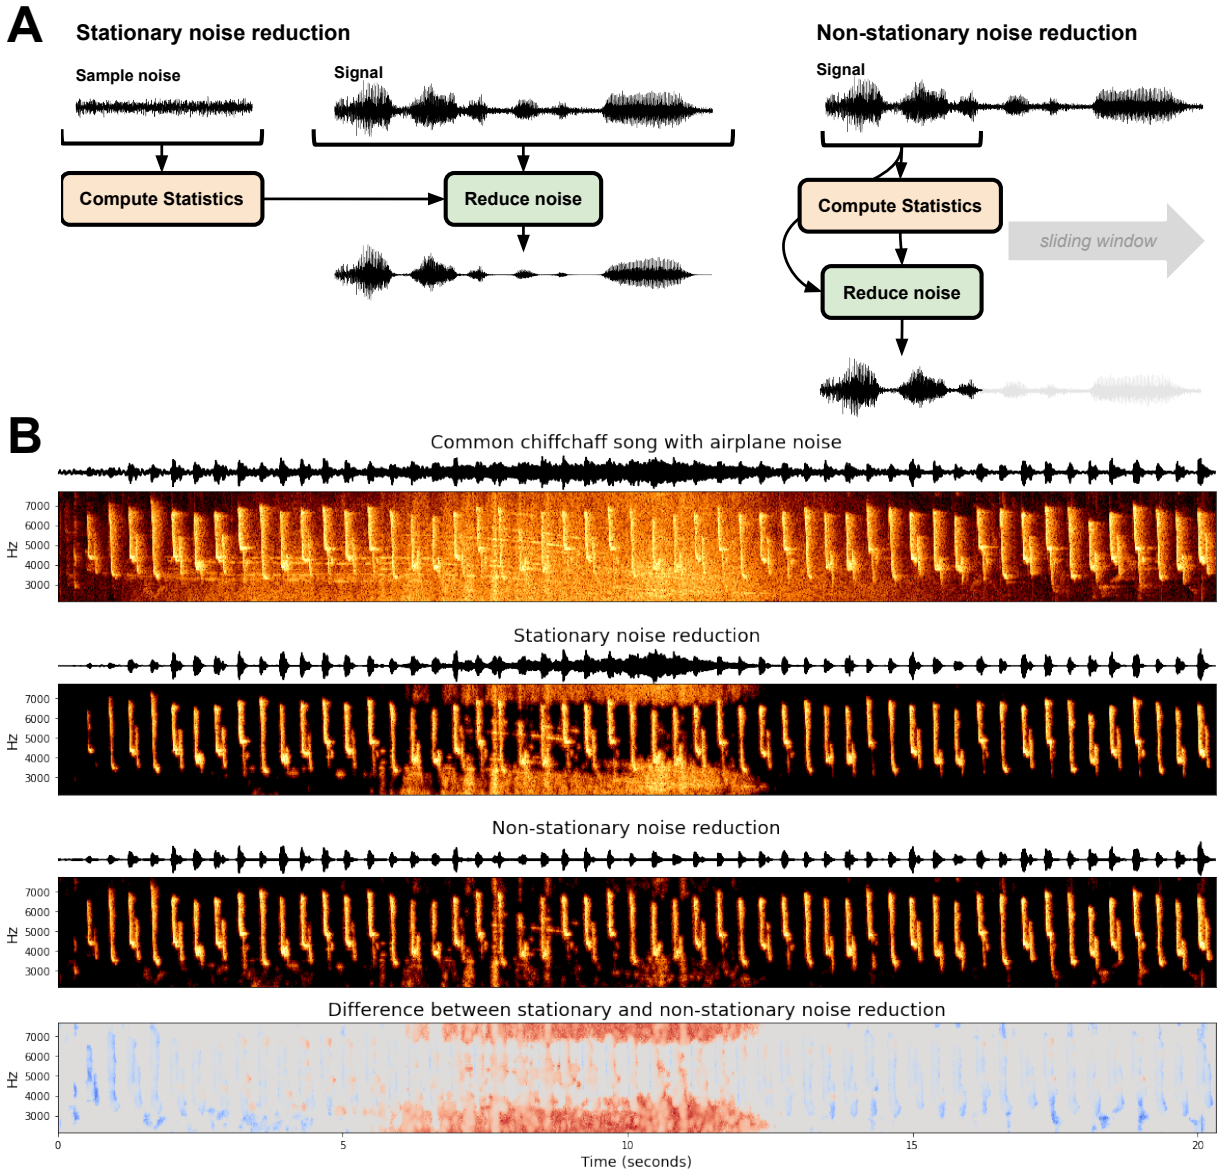 A
Stationary noise reduction
Non-stationary noise reduction
Sample noise
Signal
Signal
Compute Statistics
Reduce noise
Compute Statistics
sliding window
Reduce noise
B
Common chiffchaff song with airplane noise
7000
6000
5000
4000
3000
Hz
Stationary noise reduction
7000
6000
5000
4000
3000
Hz
Non-stationary noise reduction
7000
6000
5000
4000
3000
Hz
Difference between stationary and non-stationary noise reduction
7000
6000
5000
4000
3000
Hz
0 5 10 15 20
Time (seconds)